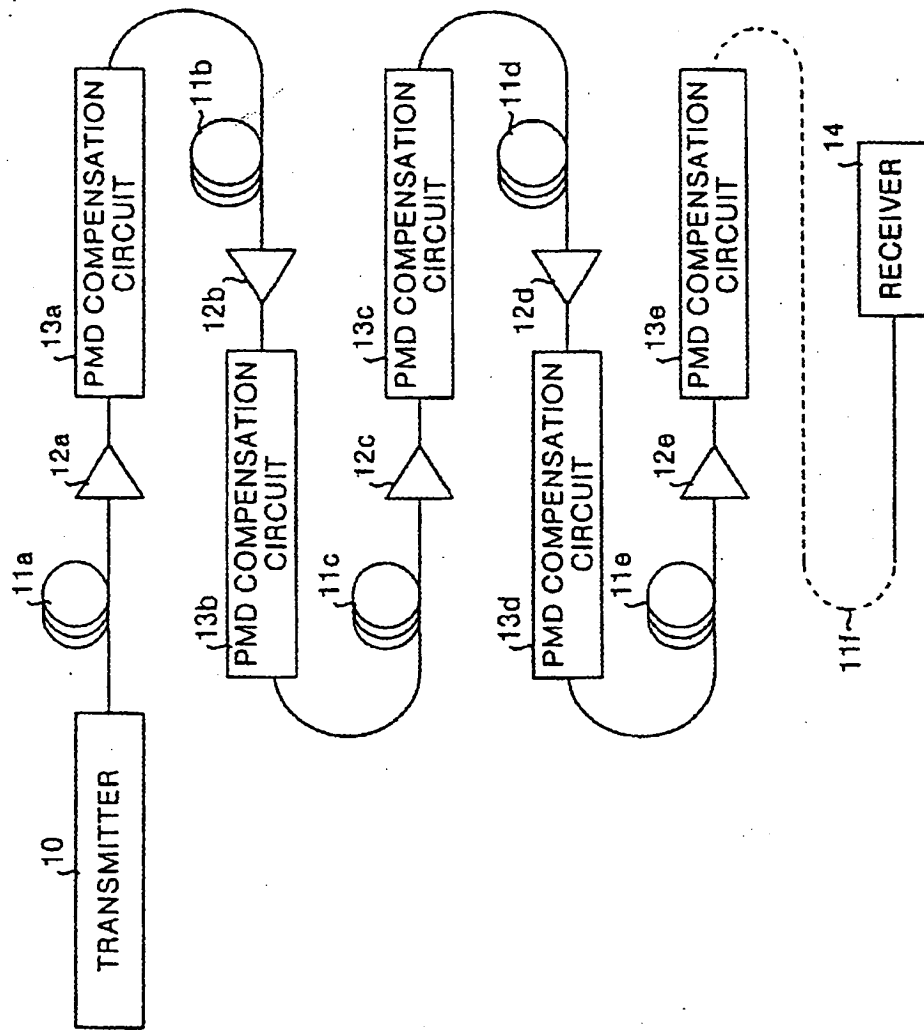 10
TRANSMITTER
11a
12a
13a
PMD COMPENSATION
CIRCUIT
11b
12b
13b
PMD COMPENSATION
CIRCUIT
11c
12c
13c
PMD COMPENSATION
CIRCUIT
11d
12d
13d
PMD COMPENSATION
CIRCUIT
11e
12e
13e
PMD COMPENSATION
CIRCUIT
11f
14
RECEIVER